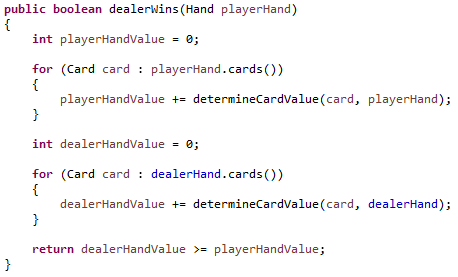 public boolean dealerWins(Hand playerHand)
{
    int playerHandValue = 0;

    for (Card card : playerHand.cards())
    {
        playerHandValue += determineCardValue(card, playerHand);
    }

    int dealerHandValue = 0;

    for (Card card : dealerHand.cards())
    {
        dealerHandValue += determineCardValue(card, dealerHand);
    }

    return dealerHandValue >= playerHandValue;
}